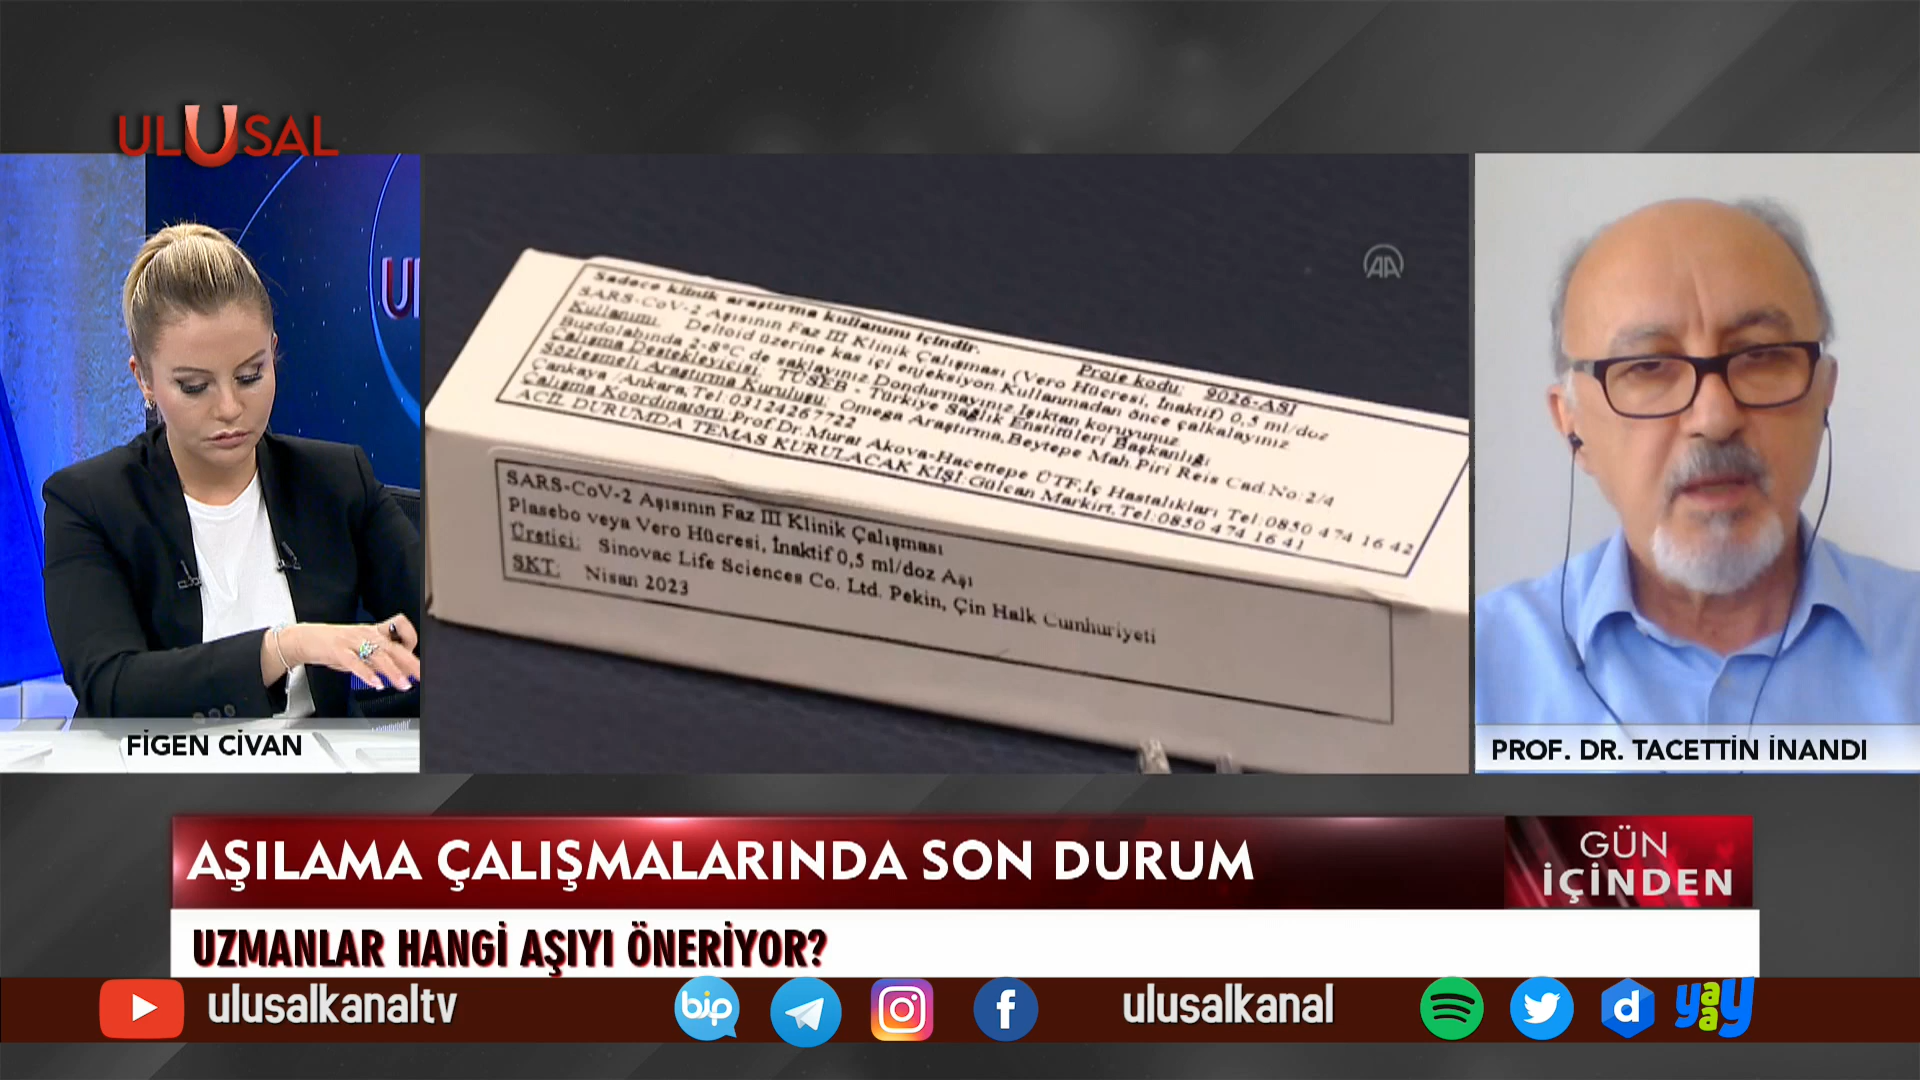 ULUSAL
UL
AA
Sadece klinik araştırma kullanımı içindir.
Proje kodu: 9026-ASI
SARS-CoV-2 Aşısının Faz III Klinik Çalışması (Vero Hücresi, İnaktif) 0,5 ml/doz
Kullanımı: Deltoid üzerine kas içi enjeksiyon.Kullanmadan önce çalkalayınız
Buzdolabında 2-8°C de saklayınız.Dondurmayınız.Işıktan koruyunuz
Çalışma Destekleyicisi: TÜSEB - Türkiye Sağlık Enstitüleri Başkanlığı
Sözleşmeli Araştırma Kuruluşu: Omega Araştırma,Beytepe Mah.Piri Reis Cad.No:2/4
Çankaya /Ankara,Tel:03124267722
Çalışma Koordinatörü:Prof.Dr.Murat Akova-Hacettepe ÜTF,İç Hastalıkları Tel:0850 474 16 42
ACİL DURUMDA TEMAS KURULACAK KİŞİ:Gülcan Markirt,Tel:0850 474 16 41
SARS-CoV-2 Aşısının Faz III Klinik Çalışması
Plasebo veya Vero Hücresi, İnaktif 0,5 ml/doz Aşı
Üretici: Sinovac Life Sciences Co. Ltd. Pekin, Çin Halk Cumhuriyeti
SKT: Nisan 2023
FİGEN CİVAN
PROF. DR. TACETTİN İNANDI
AŞILAMA ÇALIŞMALARINDA SON DURUM
GÜN
İÇİNDEN
UZMANLAR HANGİ AŞIYI ÖNERİYOR?
ulusalkanaltv
bip
ulusalkanal
d
yaay